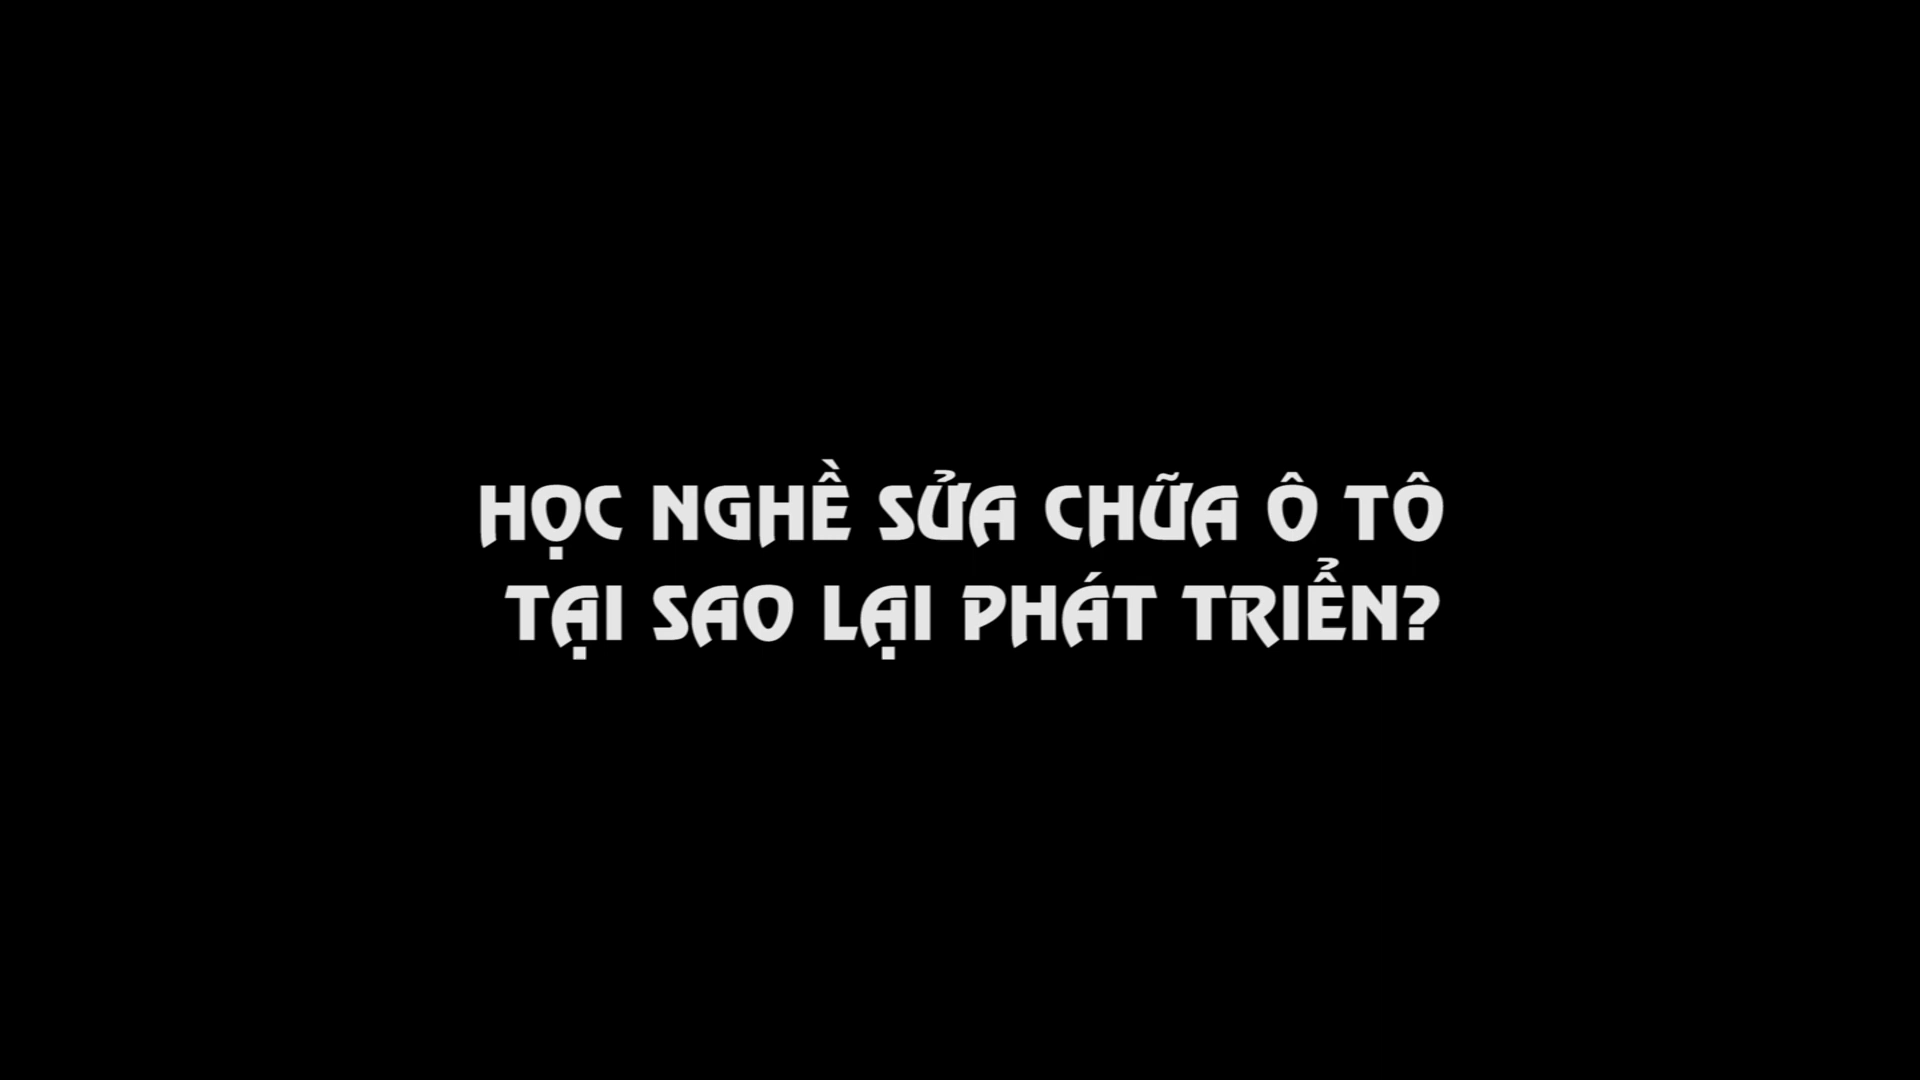 HỌC NGHỀ SỬA CHỮA Ô TÔ
TẠI SAO LẠI PHÁT TRIỂN?